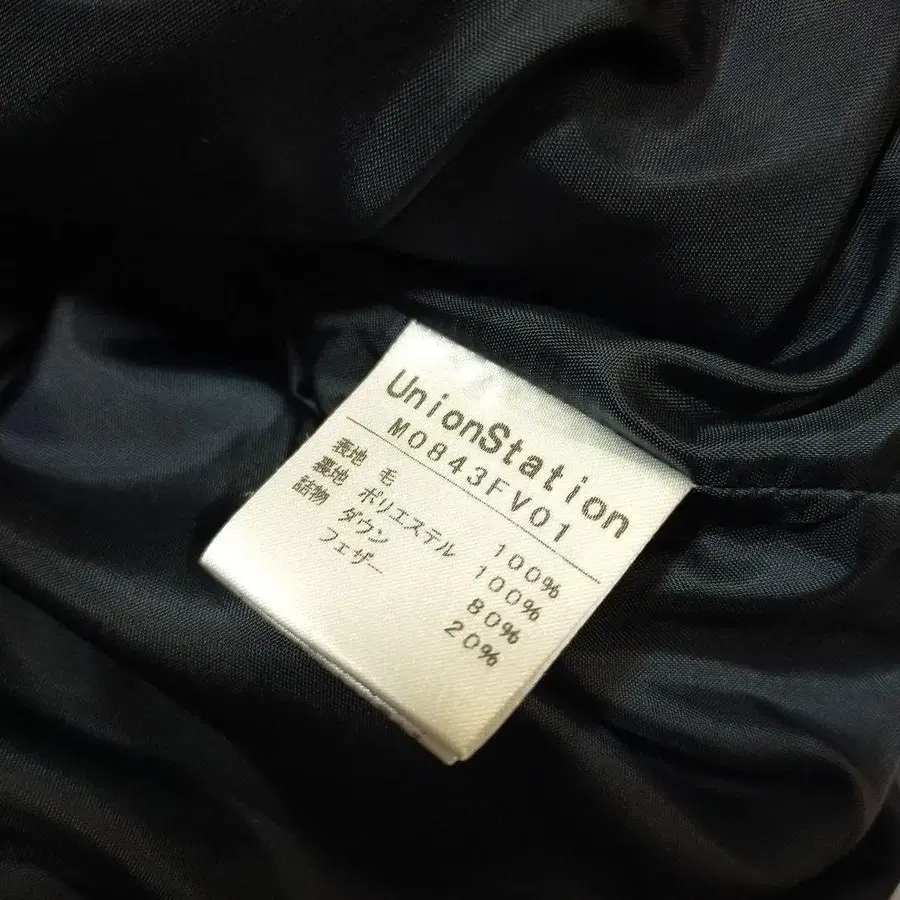 UnionStation
M0843FV01
表地 毛 100%
裏地 ポリエステル 100%
詰物 ダウン 80%
フェザー 20%